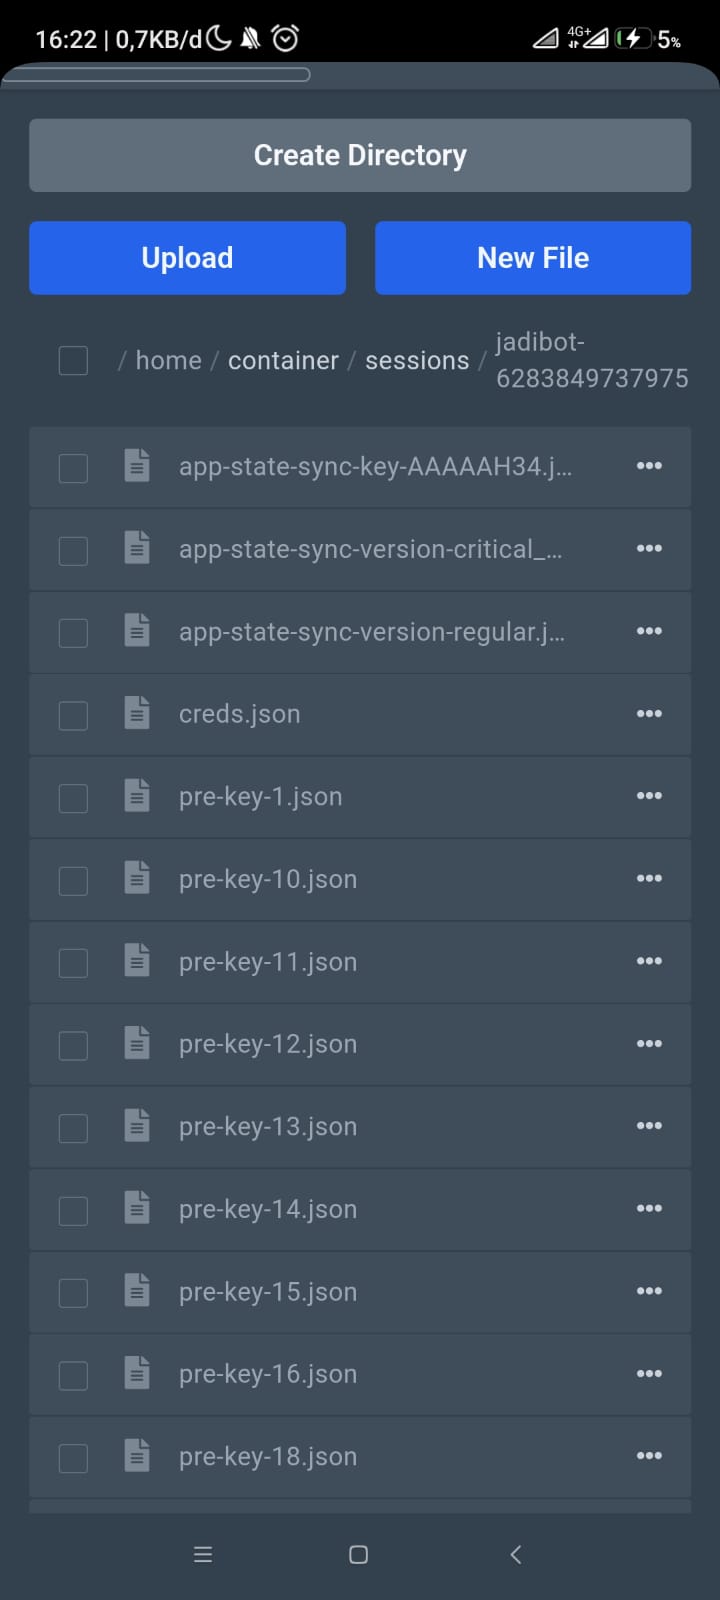 16:22 | 0,7KB/d 4G+ 5%
Create Directory
Upload New File
/ home / container / sessions / jadibot-
6283849737975
app-state-sync-key-AAAAAH34.j...
app-state-sync-version-critical_...
app-state-sync-version-regular.j...
creds.json
pre-key-1.json
pre-key-10.json
pre-key-11.json
pre-key-12.json
pre-key-13.json
pre-key-14.json
pre-key-15.json
pre-key-16.json
pre-key-18.json